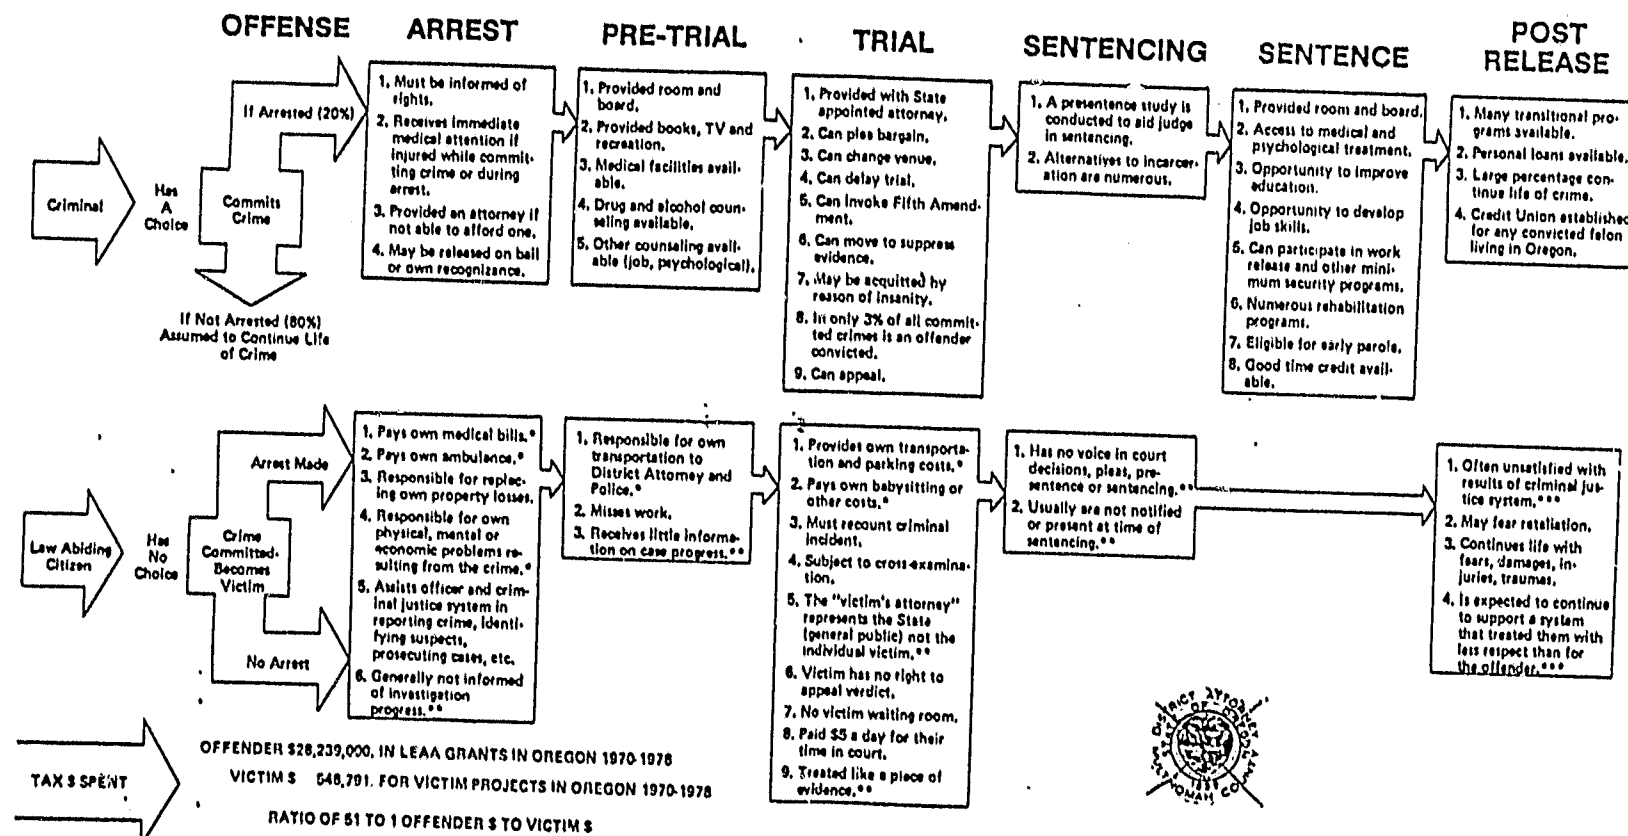 OFFENSE
ARREST
PRE-TRIAL
TRIAL
SENTENCING
SENTENCE
POST
RELEASE
Criminal
Has
A
Choice
If Arrested (20%)
Commits
Crime
If Not Arrested (80%)
Assumed to Continue Life
of Crime
1. Must be informed of
rights.
2. Receives immediate
medical attention if
injured while commit-
ting crime or during
arrest.
3. Provided an attorney if
not able to afford one.
4. May be released on bail
or own recognizance.
1. Provided room and
board.
2. Provided books, TV and
recreation.
3. Medical facilities avail-
able.
4. Drug and alcohol coun-
seling available.
5. Other counseling avail-
able (job, psychological).
1. Provided with State
appointed attorney.
2. Can plea bargain.
3. Can change venue.
4. Can delay trial.
5. Can invoke Fifth Amend-
ment.
6. Can move to suppress
evidence.
7. May be acquitted by
reason of insanity.
8. In only 3% of all commit-
ted crimes is an offender
convicted.
9. Can appeal.
1. A presentence study is
conducted to aid judge
in sentencing.
2. Alternatives to incarcer-
ation are numerous.
1. Provided room and board.
2. Access to medical and
psychological treatment.
3. Opportunity to improve
education.
4. Opportunity to develop
job skills.
5. Can participate in work
release and other mini-
mum security programs.
6. Numerous rehabilitation
programs.
7. Eligible for early parole.
8. Good time credit avail-
able.
1. Many transitional pro-
grams available.
2. Personal loans available.
3. Large percentage con-
tinue life of crime.
4. Credit Union established
for any convicted felon
living in Oregon.
Law Abiding
Citizen
Has
No
Choice
Arrest Made
Crime
Committed-
Becomes
Victim
No Arrest
1. Pays own medical bills.*
2. Pays own ambulance.*
3. Responsible for replac-
ing own property losses.
4. Responsible for own
physical, mental or
economic problems re-
sulting from the crime.*
5. Assists officer and crim-
inal justice system in
reporting crime, identi-
fying suspects,
prosecuting cases, etc.
6. Generally not informed
of investigation
progress.**
1. Responsible for own
transportation to
District Attorney and
Police.*
2. Misses work.
3. Receives little informa-
tion on case progress.**
1. Provides own transporta-
tion and parking costs.*
2. Pays own babysitting or
other costs.*
3. Must recount criminal
incident.
4. Subject to cross-examina-
tion.
5. The "victim's attorney"
represents the State
(general public) not the
individual victim.**
6. Victim has no right to
appeal verdict.
7. No victim waiting room.
8. Paid $5 a day for their
time in court.
9. Treated like a piece of
evidence.**
1. Has no voice in court
decisions, pleas, pre-
sentence or sentencing.**
2. Usually are not notified
or present at time of
sentencing.**
1. Often unsatisfied with
results of criminal jus-
tice system.***
2. May fear retaliation.
3. Continues life with
fears, damages, in-
juries, traumas.
4. Is expected to continue
to support a system
that treated them with
less respect than for
the offender.***
TAX $ SPENT
OFFENDER $28,239,000. IN LEAA GRANTS IN OREGON 1970-1978
VICTIM $ 548,791. FOR VICTIM PROJECTS IN OREGON 1970-1978
RATIO OF 51 TO 1 OFFENDER $ TO VICTIM $
DISTRICT ATTORNEY
STATE OF OREGON
MULTNOMAH COUNTY
1859